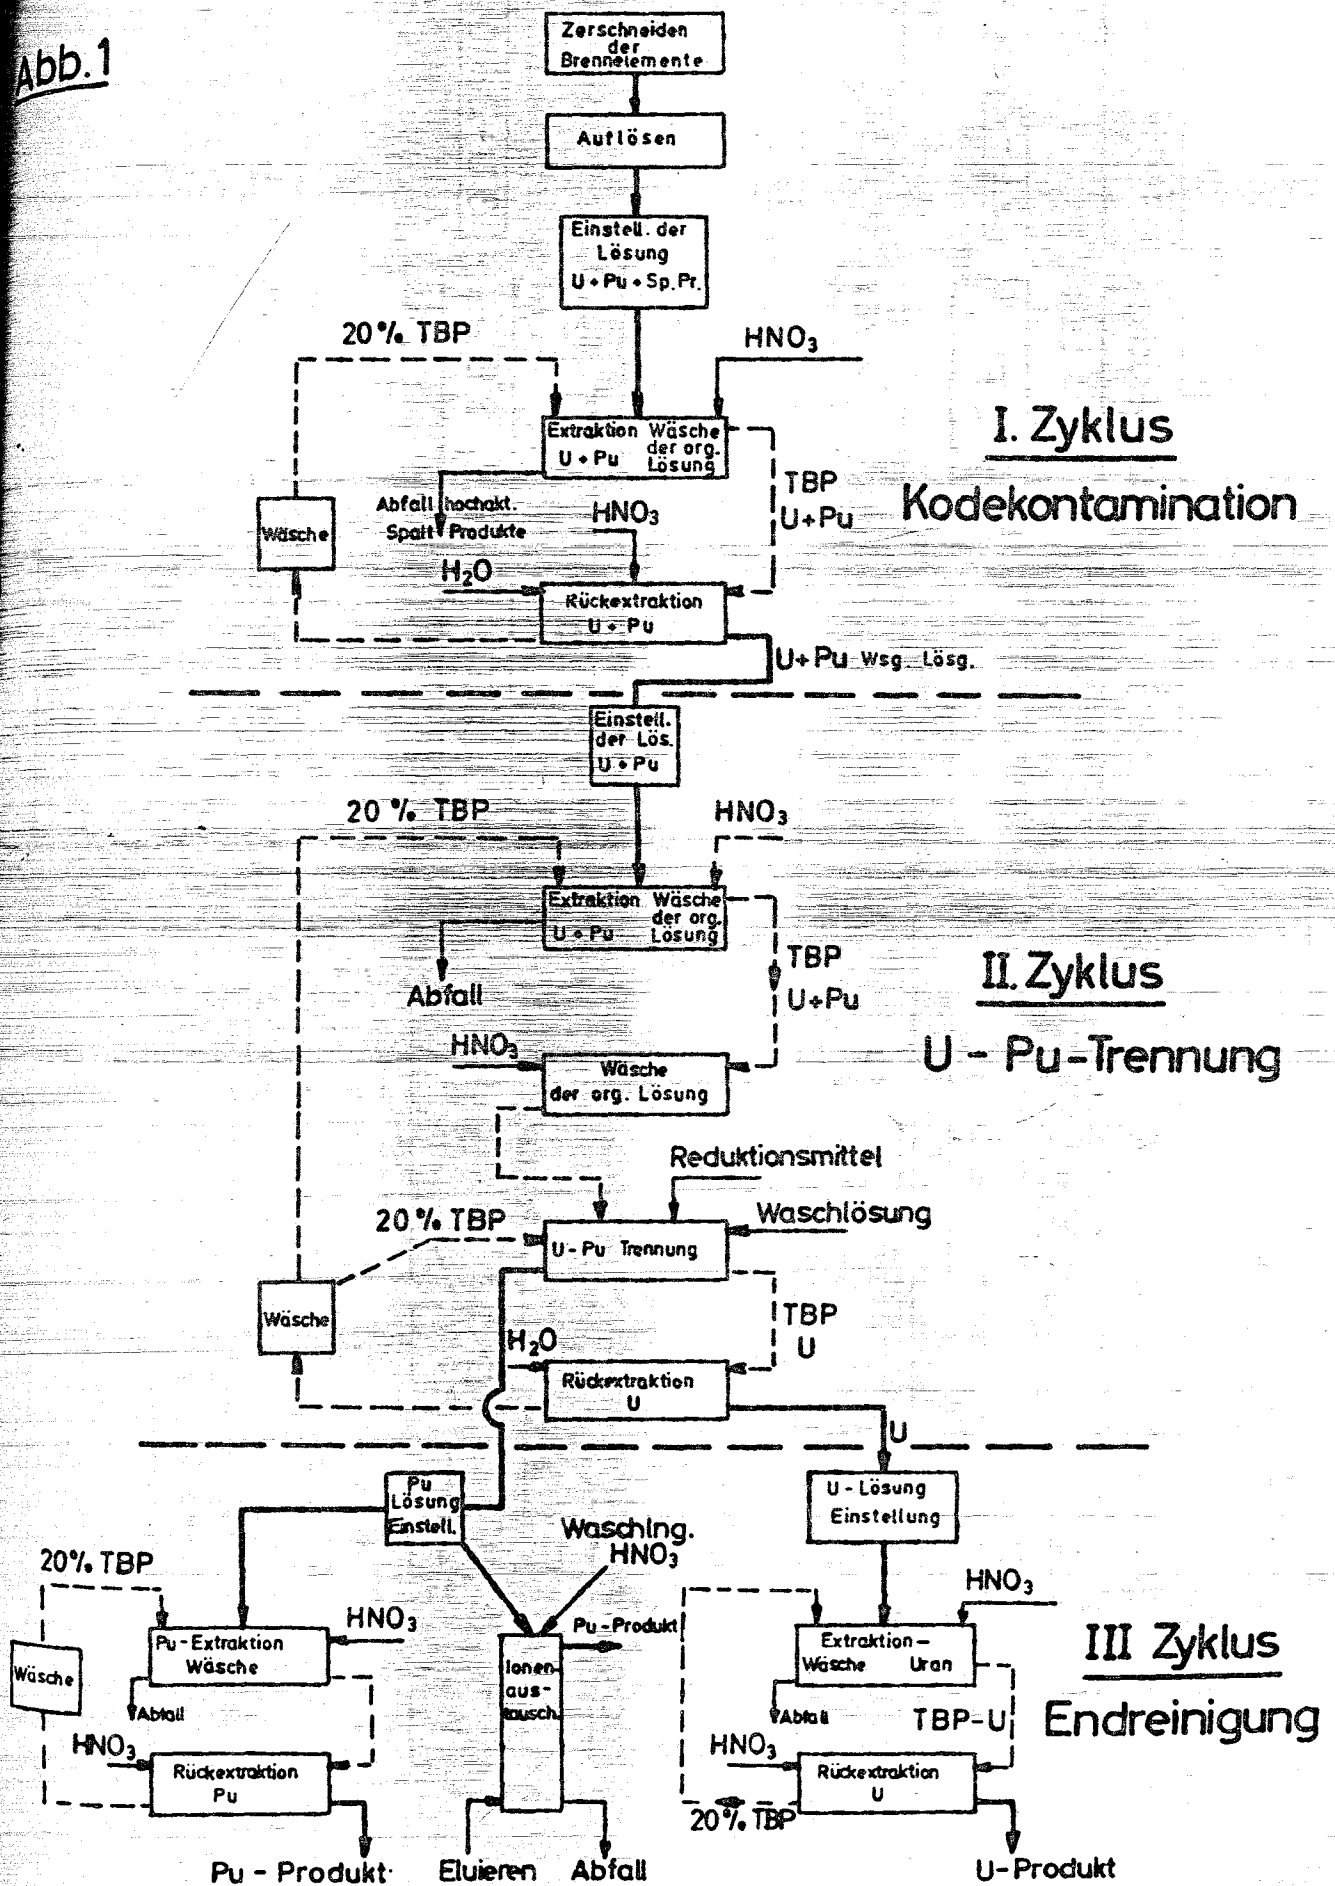 Abb.1
Zerschneiden
der
Brennelemente
Auflösen
Einstell. der
Lösung
U + Pu + Sp. Pr.
20 % TBP
HNO3
Extraktion Wäsche
der org.
U + Pu Lösung
I. Zyklus
Kodekontamination
TBP
U+Pu
Abfall hochakt.
Spalt Produkte
HNO3
Wäsche
H2O
Rückextraktion
U + Pu
U+Pu Wsg. Lösg.
Einstell.
der Lös.
U + Pu
20 % TBP
HNO3
Extraktion Wäsche
der org.
U + Pu Lösung
Abfall
TBP
U+Pu
II. Zyklus
U - Pu-Trennung
HNO3
Wäsche
der org. Lösung
Reduktionsmittel
20 % TBP
Waschlösung
U - Pu Trennung
Wäsche
TBP
U
H2O
Rückextraktion
U
U
Pu
Lösung
Einstell.
U - Lösung
Einstellung
Waschlng.
HNO3
20% TBP
HNO3
HNO3
Pu - Extraktion
Wäsche
Wäsche
Abfall
Pu - Produkt
Ionen-
aus-
tausch.
Extraktion -
Wäsche Uran
Abfall
TBP-U
III Zyklus
Endreinigung
HNO3
Rückextraktion
Pu
HNO3
Rückextraktion
U
20% TBP
Pu - Produkt
Eluieren
Abfall
U - Produkt